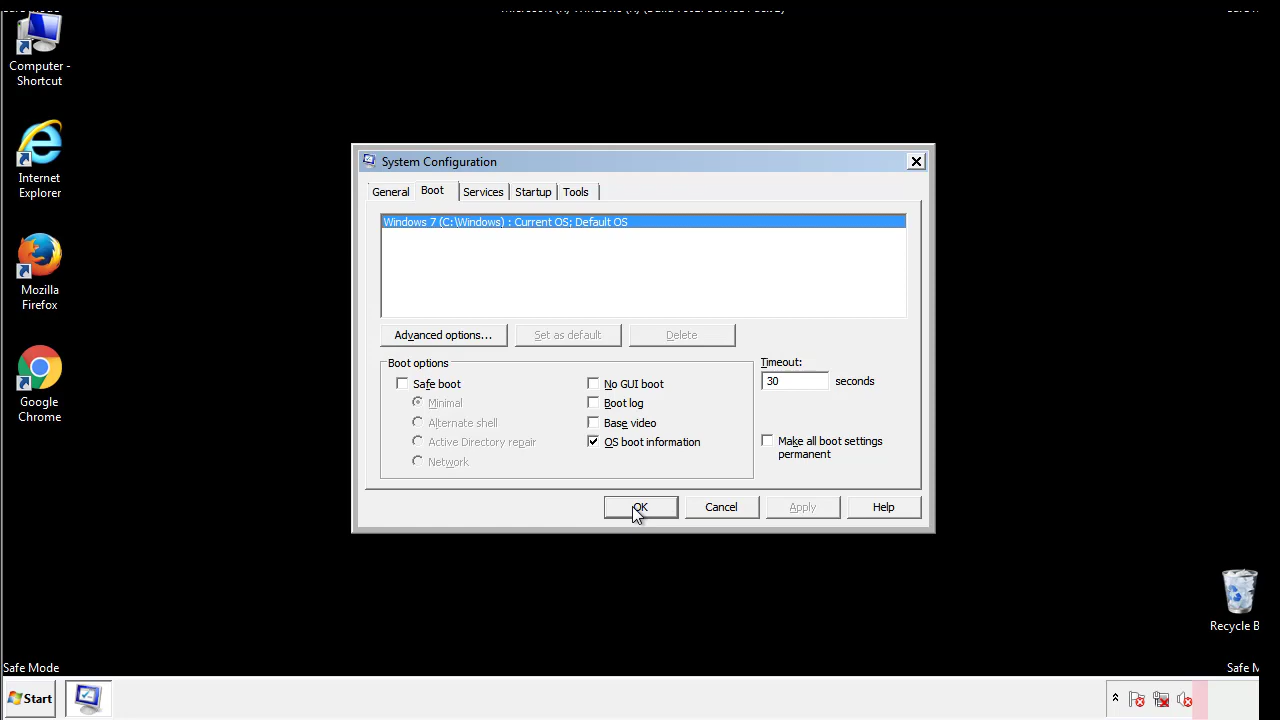 Computer -
Shortcut
Internet
Explorer
Mozilla
Firefox
Google
Chrome
System Configuration
General Boot Services Startup Tools
Windows 7 (C:\Windows) : Current OS; Default OS
Advanced options... Set as default Delete
Boot options
Timeout:
30 seconds
Safe boot No GUI boot
Minimal Boot log
Alternate shell Base video
Active Directory repair OS boot information
Network
Make all boot settings
permanent
OK Cancel Apply Help
Recycle B
Safe Mode Safe M
Start